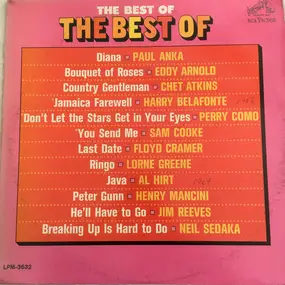 THE BEST OF
THE BEST OF
RCA VICTOR
Diana • PAUL ANKA
Bouquet of Roses • EDDY ARNOLD
Country Gentleman • CHET ATKINS
Jamaica Farewell • HARRY BELAFONTE
'Don't Let the Stars Get in Your Eyes • PERRY COMO
'You Send Me • SAM COOKE
Last Date • FLOYD CRAMER
Ringo • LORNE GREENE
Java • AL HIRT
Peter Gunn • HENRY MANCINI
He'll Have to Go • JIM REEVES
Breaking Up Is Hard to Do • NEIL SEDAKA
LPM-3632